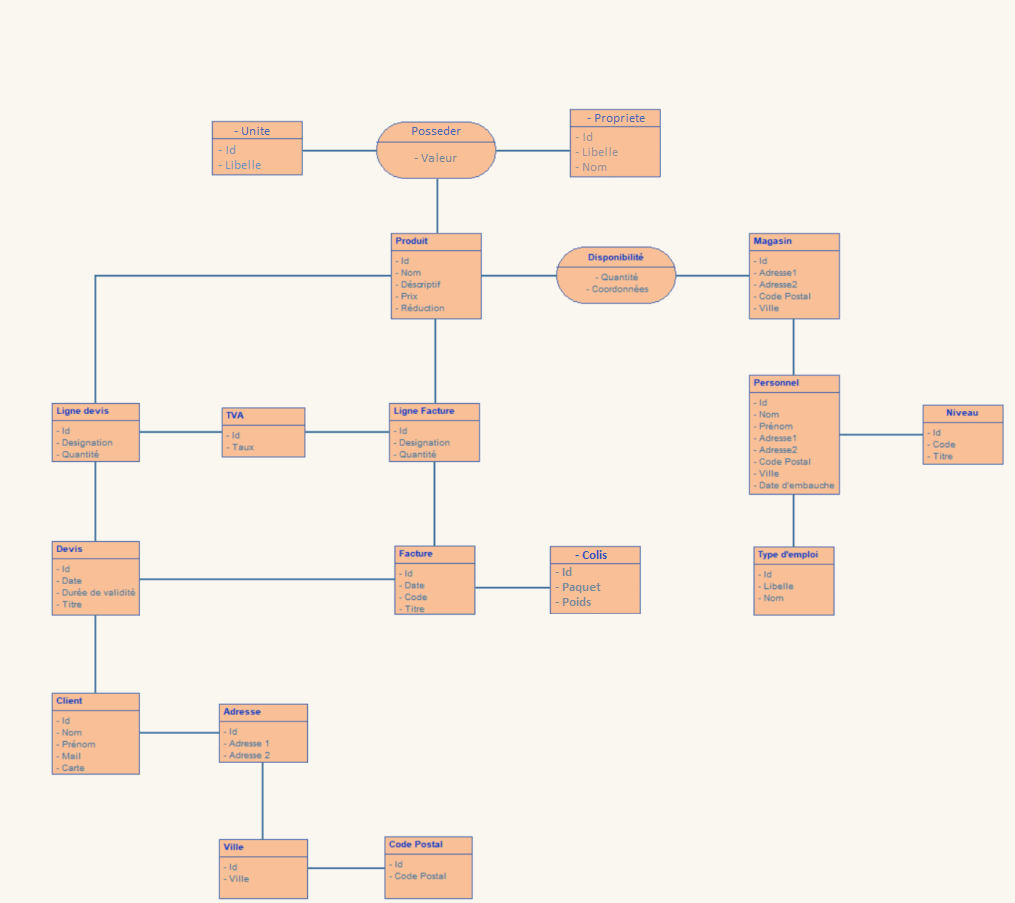 - Unite
- Id
- Libelle
Posseder
- Valeur
- Propriete
- Id
- Libelle
- Nom
Produit
- Id
- Nom
- Déscriptif
- Prix
- Réduction
Disponibilité
- Quantité
- Coordonnées
Magasin
- Id
- Adresse1
- Adresse2
- Code Postal
- Ville
Ligne devis
- Id
- Designation
- Quantité
TVA
- Id
- Taux
Ligne Facture
- Id
- Designation
- Quantité
Personnel
- Id
- Nom
- Prénom
- Adresse1
- Adresse2
- Code Postal
- Ville
- Date d'embauche
Niveau
- Id
- Code
- Titre
Devis
- Id
- Date
- Durée de validité
- Titre
Facture
- Id
- Date
- Code
- Titre
- Colis
- Id
- Paquet
- Poids
Type d'emploi
- Id
- Libelle
- Nom
Client
- Id
- Nom
- Prénom
- Mail
- Carte
Adresse
- Id
- Adresse 1
- Adresse 2
Ville
- Id
- Ville
Code Postal
- Id
- Code Postal